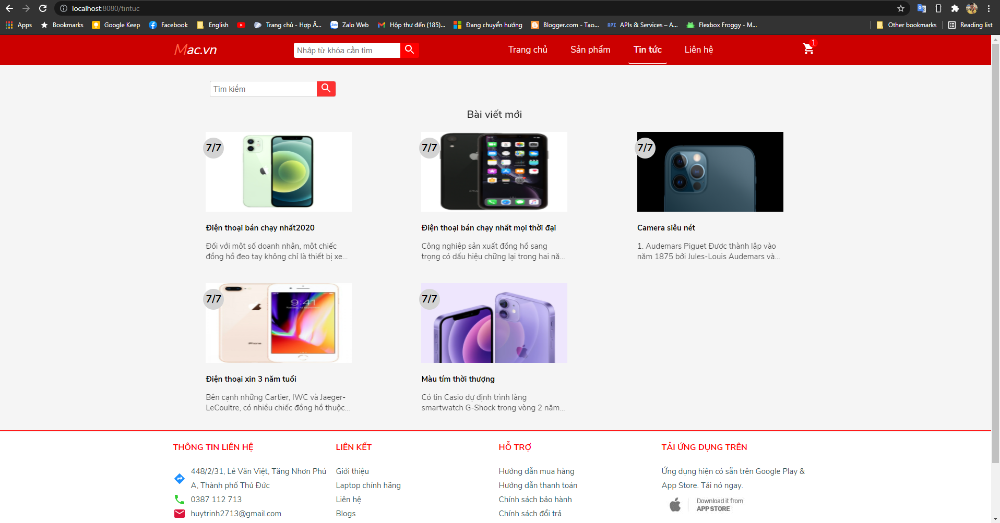 localhost:8080/tintuc
Apps Bookmarks Google Keep Facebook English Trang chủ - Hợp Â... Zalo Web Hộp thư đến (185)... Đang chuyển hướng Blogger.com - Tạo... API APIs & Services – A... Flexbox Froggy - M... Other bookmarks Reading list
Mac.vn Nhập từ khóa cần tìm Trang chủ Sản phẩm Tin tức Liên hệ 1
Tìm kiếm
Bài viết mới
7/7 7/7 7/7
iPhone
Điện thoại bán chạy nhất2020
Đối với một số doanh nhân, một chiếc
đồng hồ đeo tay không chỉ là thiết bị xe...
Điện thoại bán chạy nhất mọi thời đại
Công nghiệp sản xuất đồng hồ sang
trọng có dấu hiệu chững lại trong hai nă...
Camera siêu nét
1. Audemars Piguet Được thành lập vào
năm 1875 bởi Jules-Louis Audemars và...
7/7 7/7
9:41
iPhone
Điện thoại xin 3 năm tuổi
Bên cạnh những Cartier, IWC và Jaeger-
LeCoultre, có nhiều chiếc đồng hồ thuộc...
Màu tím thời thượng
Có tin Casio dự định trình làng
smartwatch G-Shock trong vòng 2 năm...
THÔNG TIN LIÊN HỆ
448/2/31, Lê Văn Việt, Tăng Nhơn Phú
A, Thành phố Thủ Đức
0387 112 713
huytrinh2713@gmail.com
LIÊN KẾT
Giới thiệu
Laptop chính hãng
Liên hệ
Blogs
HỖ TRỢ
Hướng dẫn mua hàng
Hướng dẫn thanh toán
Chính sách bảo hành
Chính sách đổi trả
TẢI ỨNG DỤNG TRÊN
Ứng dụng hiện có sẵn trên Google Play &
App Store. Tải nó ngay.
Download it from
APP STORE